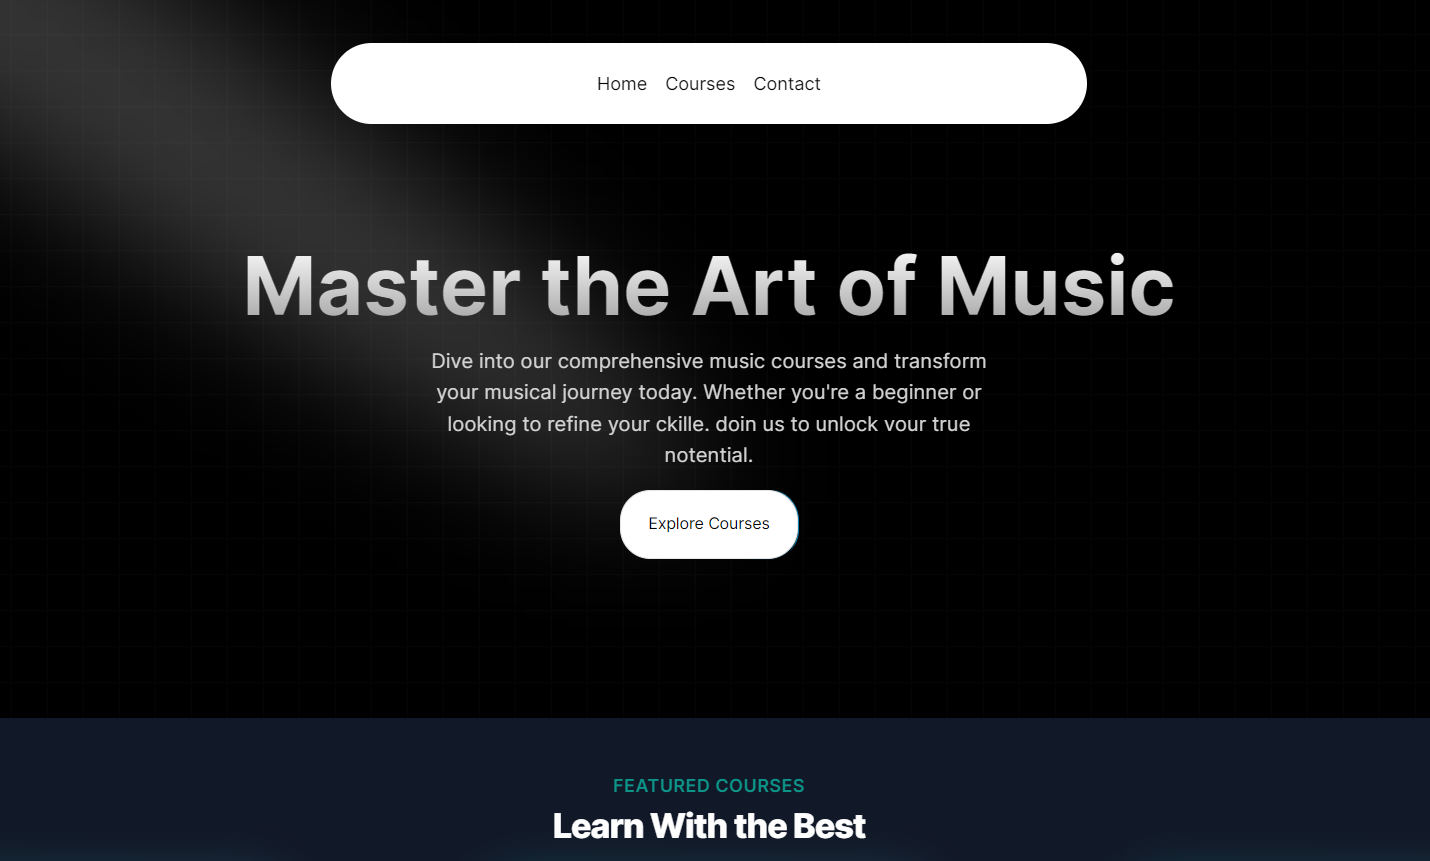 Home Courses Contact
Master the Art of Music
Dive into our comprehensive music courses and transform
your musical journey today. Whether you're a beginner or
looking to refine your ckille. doin us to unlock vour true
notential.
Explore Courses
FEATURED COURSES
Learn With the Best